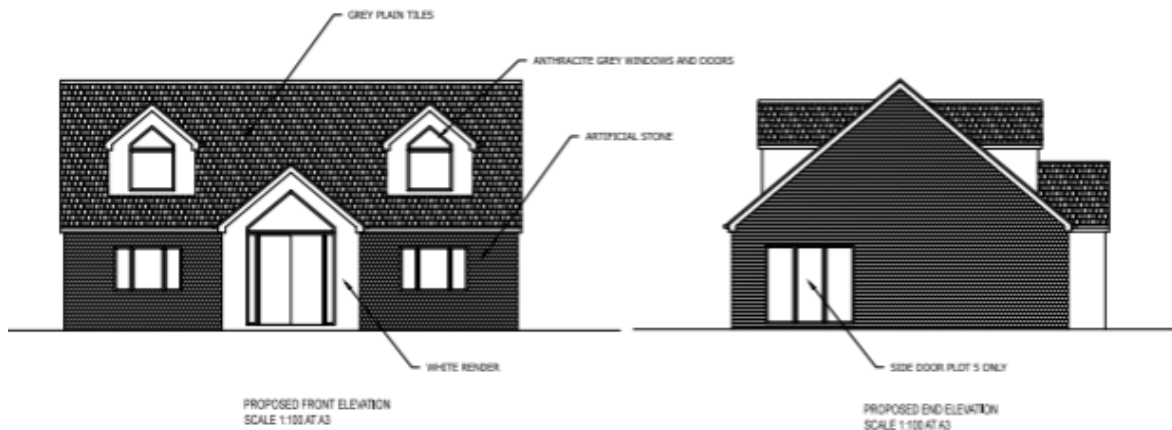 GREY PLAIN TILES
ANTHRACITE GREY WINDOWS AND DOORS
ARTIFICIAL STONE
WHITE RENDER
SIDE DOOR PLOT 5 ONLY
PROPOSED FRONT ELEVATION
SCALE 1:100 AT A3
PROPOSED END ELEVATION
SCALE 1:100 AT A3